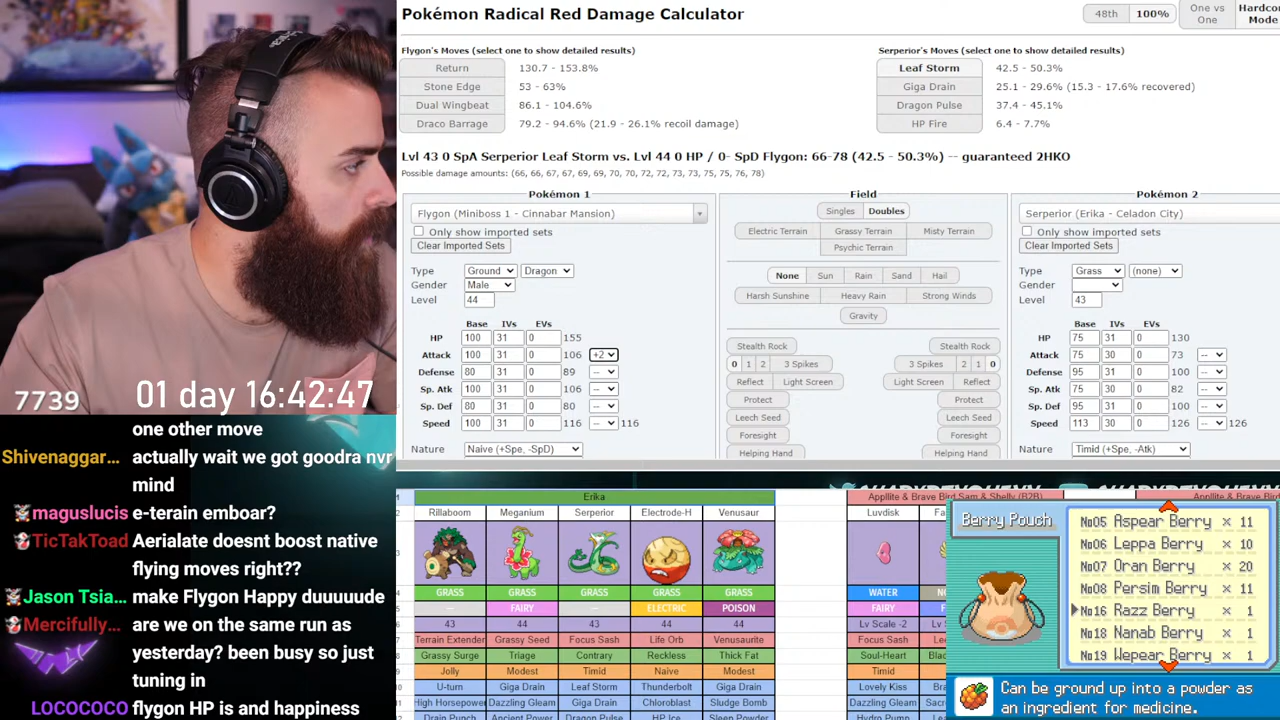 Pokémon Radical Red Damage Calculator
48th 100%
One vs One
Hardcore Mode
Flygon's Moves (select one to show detailed results)
Return 130.7 - 153.8%
Stone Edge 53 - 63%
Dual Wingbeat 86.1 - 104.6%
Draco Barrage 79.2 - 94.6% (21.9 - 26.1% recoil damage)
Serperior's Moves (select one to show detailed results)
Leaf Storm 42.5 - 50.3%
Giga Drain 25.1 - 29.6% (15.3 - 17.6% recovered)
Dragon Pulse 37.4 - 45.1%
HP Fire 6.4 - 7.7%
Lvl 43 0 SpA Serperior Leaf Storm vs. Lvl 44 0 HP / 0- SpD Flygon: 66-78 (42.5 - 50.3%) -- guaranteed 2HKO
Possible damage amounts: (66, 66, 67, 67, 69, 69, 70, 70, 72, 72, 73, 73, 75, 75, 76, 78)
Pokémon 1
Flygon (Miniboss 1 - Cinnabar Mansion)
Only show imported sets
Clear Imported Sets
Type Ground Dragon
Gender Male
Level 44
Base IVs EVs
HP 100 31 0 155
Attack 100 31 0 106 +2
Defense 80 31 0 89 --
Sp. Atk 100 31 0 106 --
Sp. Def 80 31 0 80 --
Speed 100 31 0 116 -- 116
Nature Naive (+Spe, -SpD)
Field
Singles Doubles
Electric Terrain Grassy Terrain Misty Terrain
Psychic Terrain
None Sun Rain Sand Hail
Harsh Sunshine Heavy Rain Strong Winds
Gravity
Stealth Rock Stealth Rock
0 1 2 3 Spikes 3 Spikes 2 1 0
Reflect Light Screen Light Screen Reflect
Protect Protect
Leech Seed Leech Seed
Foresight Foresight
Helping Hand Helping Hand
Pokémon 2
Serperior (Erika - Celadon City)
Only show imported sets
Clear Imported Sets
Type Grass (none)
Gender
Level 43
Base IVs EVs
HP 75 31 0 130
Attack 75 31 0 73 --
Defense 95 31 0 100 --
Sp. Atk 75 31 0 82 --
Sp. Def 95 31 0 100 --
Speed 113 31 0 126 -- 126
Nature Timid (+Spe, -Atk)
7739
01 day 16:42:47
one other move
Shivenaggar... actually wait we got goodra nvr
mind
maguslucis e-terain emboar?
TicTakToad Aerialate doesnt boost native
flying moves right??
Jason Tsia... make Flygon Happy duuuude
Mercifully... are we on the same run as
yesterday? been busy so just
tuning in
LOCOCOCO flygon HP is and happiness
Erika
Rillaboom Meganium Serperior Electrode-H Venusaur
GRASS GRASS GRASS GRASS GRASS
— FAIRY — ELECTRIC POISON
43 44 43 44 44
Terrain Extender Grassy Seed Focus Sash Life Orb Venusaurite
Grassy Surge Triage Contrary Reckless Thick Fat
Jolly Modest Timid Naive Modest
U-turn Giga Drain Leaf Storm Thunderbolt Giga Drain
High Horsepower Dazzling Gleam Giga Drain Chloroblast Sludge Bomb
Drain Punch Ancient Power Dragon Pulse HP Ice Sleep Powder
Appllite & Brave Bird Sam & Shelly (B2B)
Luvdisk
WATER
FAIRY
Lv Scale -2
Focus Sash
Soul-Heart
Timid
Lovely Kiss
Dazzling Gleam
Hydro Pump
Berry Pouch
No05 Aspear Berry × 11
No06 Leppa Berry × 10
No07 Oran Berry × 20
No08 Persim Berry × 11
No16 Razz Berry × 1
No18 Nanab Berry × 1
No19 Wepear Berry × 1
Can be ground up into a powder as
an ingredient for medicine.